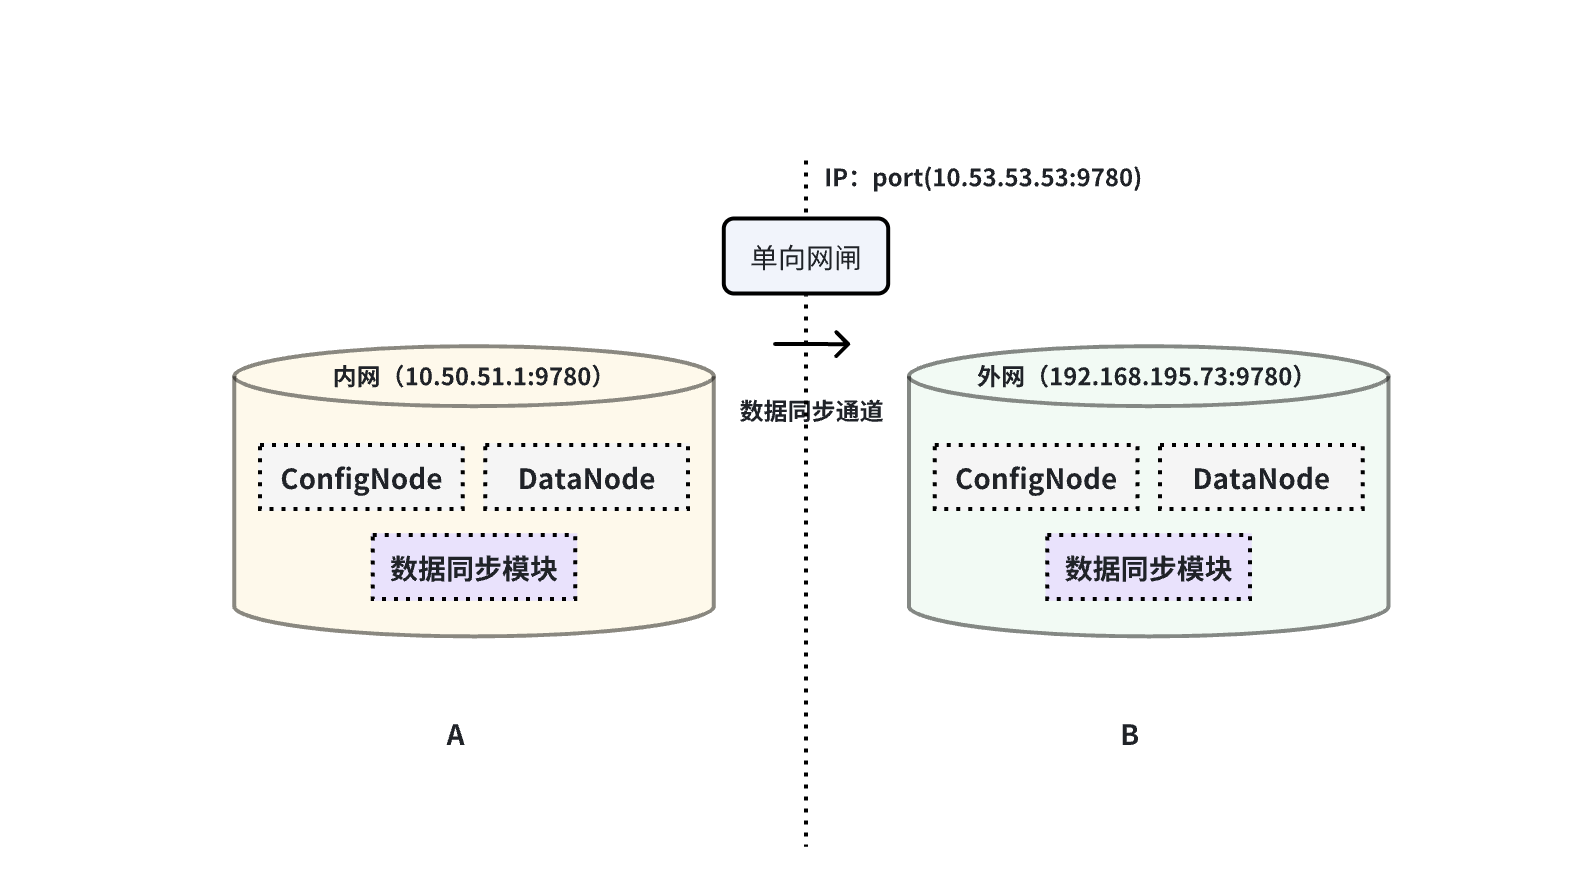 IP：port(10.53.53.53:9780)
单向网闸
内网（10.50.51.1:9780）
数据同步通道
外网（192.168.195.73:9780）
ConfigNode
DataNode
数据同步模块
ConfigNode
DataNode
数据同步模块
A
B